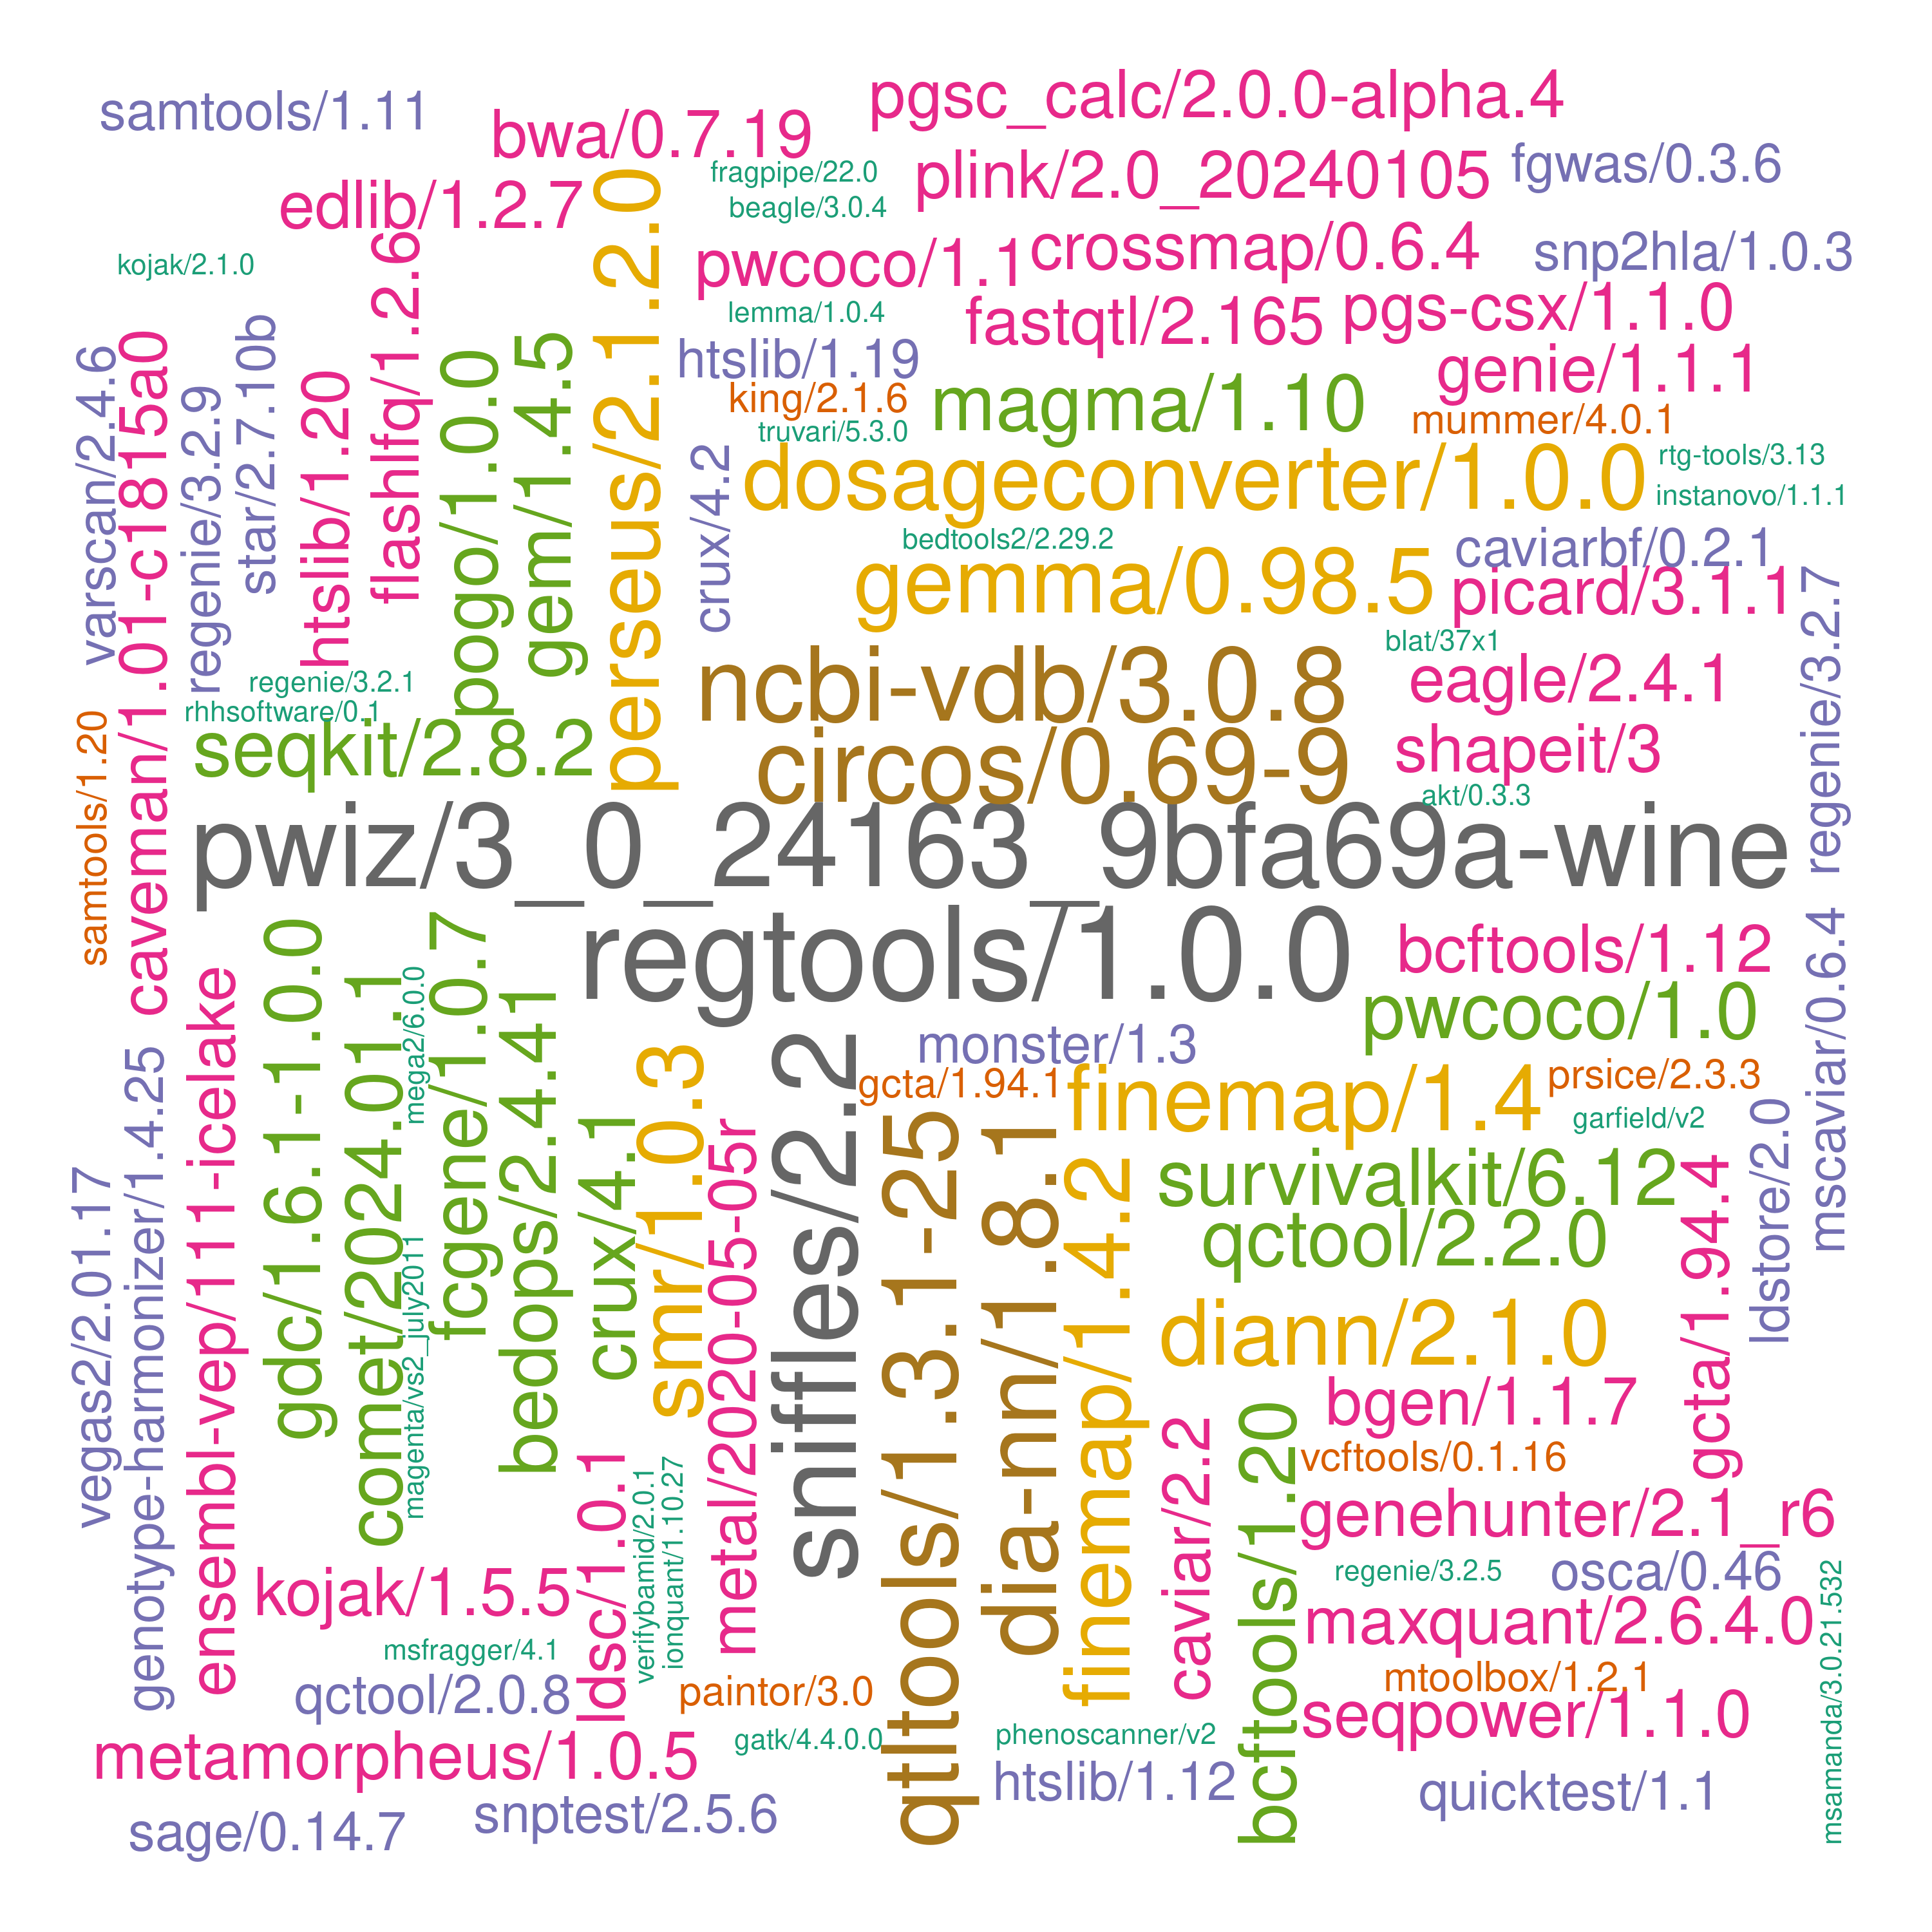 samtools/1.11
bwa/0.7.19
pgsc_calc/2.0.0-alpha.4
fragpipe/22.0
plink/2.0_20240105
fgwas/0.3.6
edlib/1.2.7
beagle/3.0.4
kojak/2.1.0
pwcoco/1.1
crossmap/0.6.4
snp2hla/1.0.3
lemma/1.0.4
fastqtl/2.165
pgs-csx/1.1.0
htslib/1.19
genie/1.1.1
king/2.1.6
magma/1.10
mummer/4.0.1
truvari/5.3.0
varscan/2.4.6
caveman/1.01-c1815a0
regenie/3.2.9
star/2.7.10b
htslib/1.20
flashlfq/1.2.6
pogo/1.0.0
gem/1.4.5
perseus/2.1.2.0
crux/4.2
dosageconverter/1.0.0
rtg-tools/3.13
instanovo/1.1.1
bedtools2/2.29.2
caviarbf/0.2.1
gemma/0.98.5
picard/3.1.1
blat/37x1
regenie/3.2.7
ncbi-vdb/3.0.8
eagle/2.4.1
regenie/3.2.1
rhhsoftware/0.1
seqkit/2.8.2
circos/0.69-9
shapeit/3
akt/0.3.3
samtools/1.20
pwiz/3_0_24163_9bfa69a-wine
regtools/1.0.0
bcftools/1.12
pwcoco/1.0
mscaviar/0.6.4
monster/1.3
gcta/1.94.1
finemap/1.4
prsice/2.3.3
garfield/v2
vegas2/2.01.17
genotype-harmonizer/1.4.25
ensembl-vep/111-icelake
gdc/1.6.1-1.0.0
comet/2024.01.1
mega2/6.0.0
magenta/vs2_july2011
fcgene/1.0.7
bedops/2.4.41
crux/4.1
smr/1.0.3
metal/2020-05-05r
sniffles/2.2
qtltools/1.3.1-25
dia-nn/1.8.1
finemap/1.4.2
survivalkit/6.12
qctool/2.2.0
gcta/1.94.4
ldstore/2.0
diann/2.1.0
bgen/1.1.7
caviar/2.2
bcftools/1.20
vcftools/0.1.16
genehunter/2.1_r6
ldsc/1.0.1
verifybamid/2.0.1
ionquant/1.10.27
kojak/1.5.5
regenie/3.2.5
osca/0.46
maxquant/2.6.4.0
msamanda/3.0.21.532
msfragger/4.1
qctool/2.0.8
paintor/3.0
mtoolbox/1.2.1
seqpower/1.1.0
metamorpheus/1.0.5
gatk/4.4.0.0
phenoscanner/v2
htslib/1.12
quicktest/1.1
sage/0.14.7
snptest/2.5.6